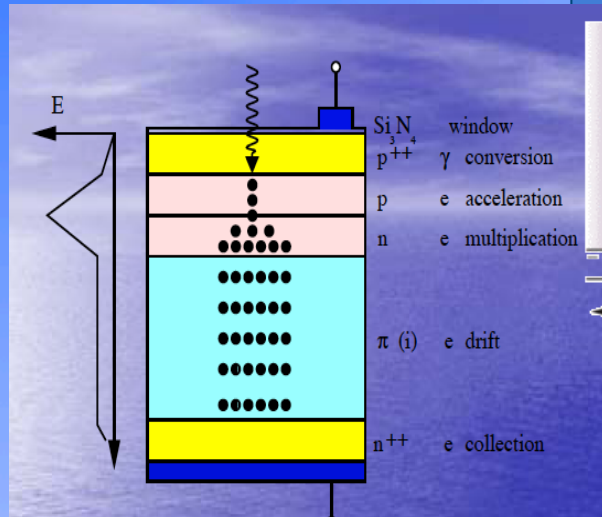 E
Si₃N₄ window
p⁺⁺ γ conversion
p e acceleration
n e multiplication
π (i) e drift
n⁺⁺ e collection